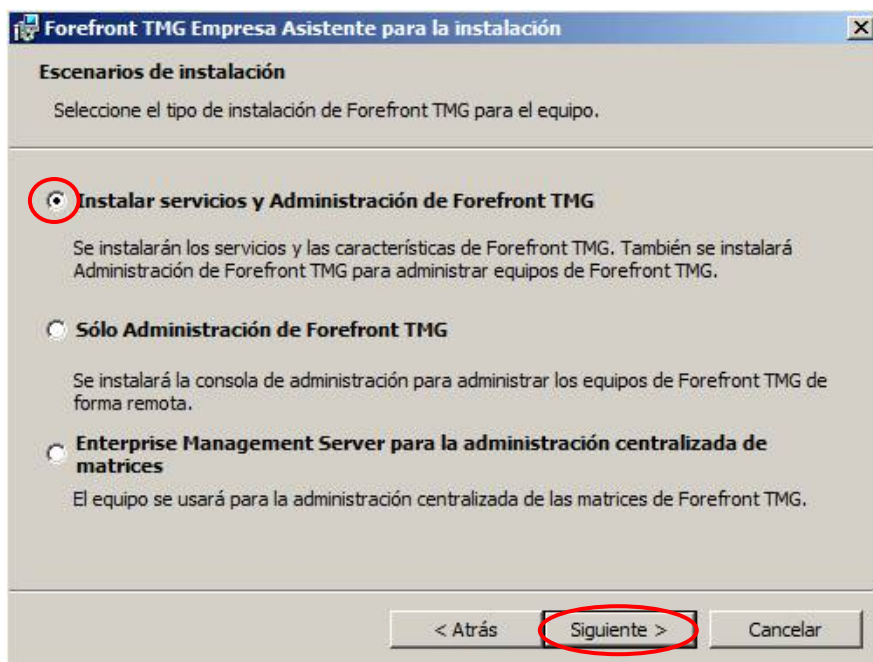 Forefront TMG Empresa Asistente para la instalación
Escenarios de instalación
Seleccione el tipo de instalación de Forefront TMG para el equipo.
Instalar servicios y Administración de Forefront TMG
Se instalarán los servicios y las características de Forefront TMG. También se instalará
Administración de Forefront TMG para administrar equipos de Forefront TMG.
Sólo Administración de Forefront TMG
Se instalará la consola de administración para administrar los equipos de Forefront TMG de
forma remota.
Enterprise Management Server para la administración centralizada de
matrices
El equipo se usará para la administración centralizada de las matrices de Forefront TMG.
< Atrás
Siguiente >
Cancelar